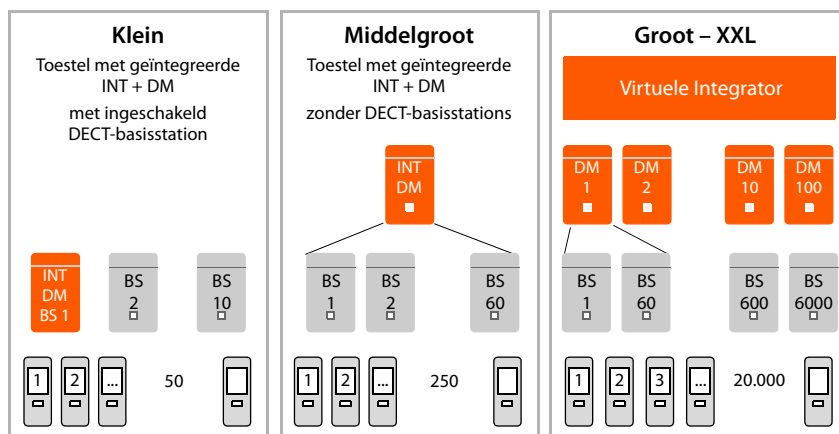 Klein
Toestel met geïntegreerde
INT + DM
met ingeschakeld
DECT-basisstation
INT
DM
BS 1
BS
2
BS
10
1
2
...
50
Middelgroot
Toestel met geïntegreerde
INT + DM
zonder DECT-basisstations
INT
DM
BS
1
BS
2
BS
60
1
2
...
250
Groot – XXL
Virtuele Integrator
DM
1
DM
2
DM
10
DM
100
BS
1
BS
60
BS
600
BS
6000
1
2
3
...
20.000